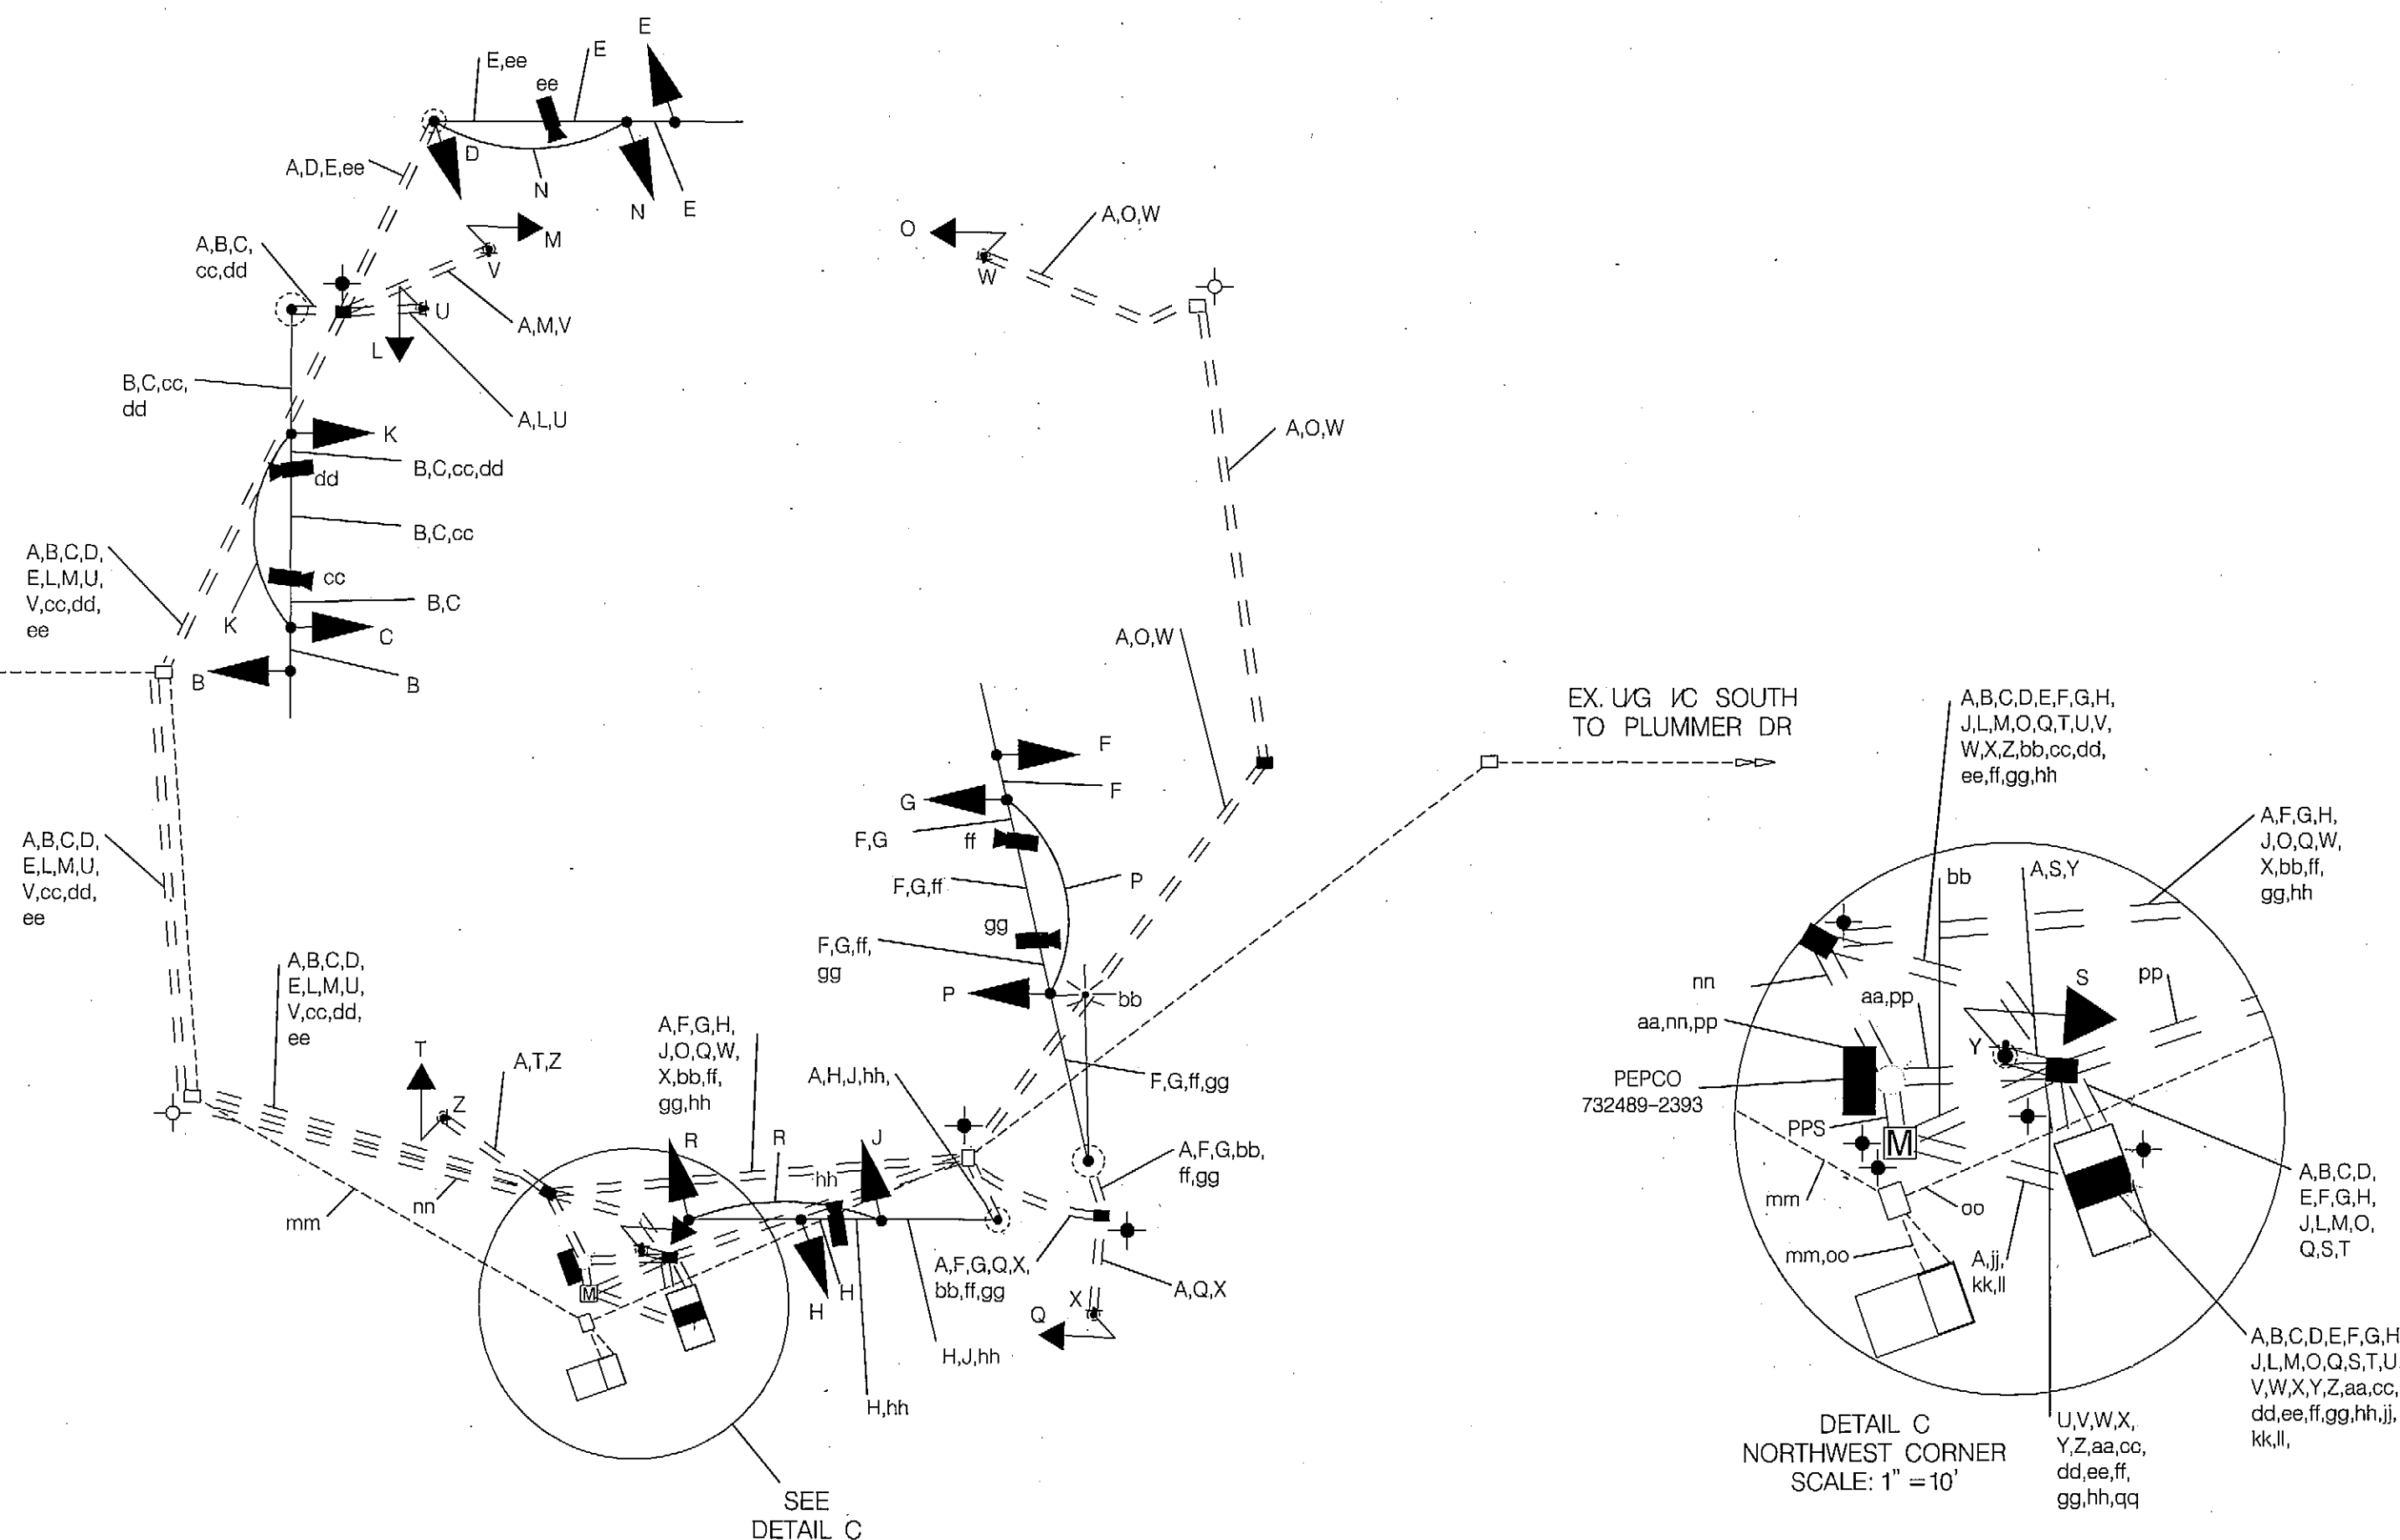 E
E
E,ee
ee
D
A,D,E,ee
N
N
E
M
V
A,B,C,
cc,dd
U
A,M,V
L
A,L,U
B,C,cc,
dd
K
B,C,cc,dd
dd
B,C,cc
cc
A,B,C,D,
E,L,M,U,
V,cc,dd,
ee
B,C
K
C
B
B
O
A,O,W
W
A,O,W
A,O,W
EX. U/G I/C SOUTH
TO PLUMMER DR
F
F
G
F,G
ff
P
F,G,ff
gg
F,G,ff,
gg
P
bb
F,G,ff,gg
A,B,C,D,
E,L,M,U,
V,cc,dd,
ee
A,B,C,D,
E,L,M,U,
V,cc,dd,
ee
T
A,T,Z
Z
A,F,G,H,
J,O,Q,W,
X,bb,ff,
gg,hh
A,H,J,hh,
R
R
J
hh
A,F,G,bb,
ff,gg
nn
mm
M
H
H
A,F,G,Q,X,
bb,ff,gg
A,Q,X
X
Q
H,J,hh
H,hh
SEE
DETAIL C
A,B,C,D,E,F,G,H,
J,L,M,O,Q,T,U,V,
W,X,Z,bb,cc,dd,
ee,ff,gg,hh
A,F,G,H,
J,O,Q,W,
X,bb,ff,
gg,hh
bb
A,S,Y
nn
aa,pp
S
pp
aa,nn,pp
Y
PEPCO
732489-2393
PPS
M
mm
oo
mm,oo
A,jj,
kk,ll
A,B,C,D,
E,F,G,H,
J,L,M,O,
Q,S,T
A,B,C,D,E,F,G,H
J,L,M,O,Q,S,T,U
V,W,X,Y,Z,aa,cc,
dd,ee,ff,gg,hh,jj,
kk,ll,
U,V,W,X,
Y,Z,aa,cc,
dd,ee,ff,
gg,hh,qq
DETAIL C
NORTHWEST CORNER
SCALE: 1" =10'